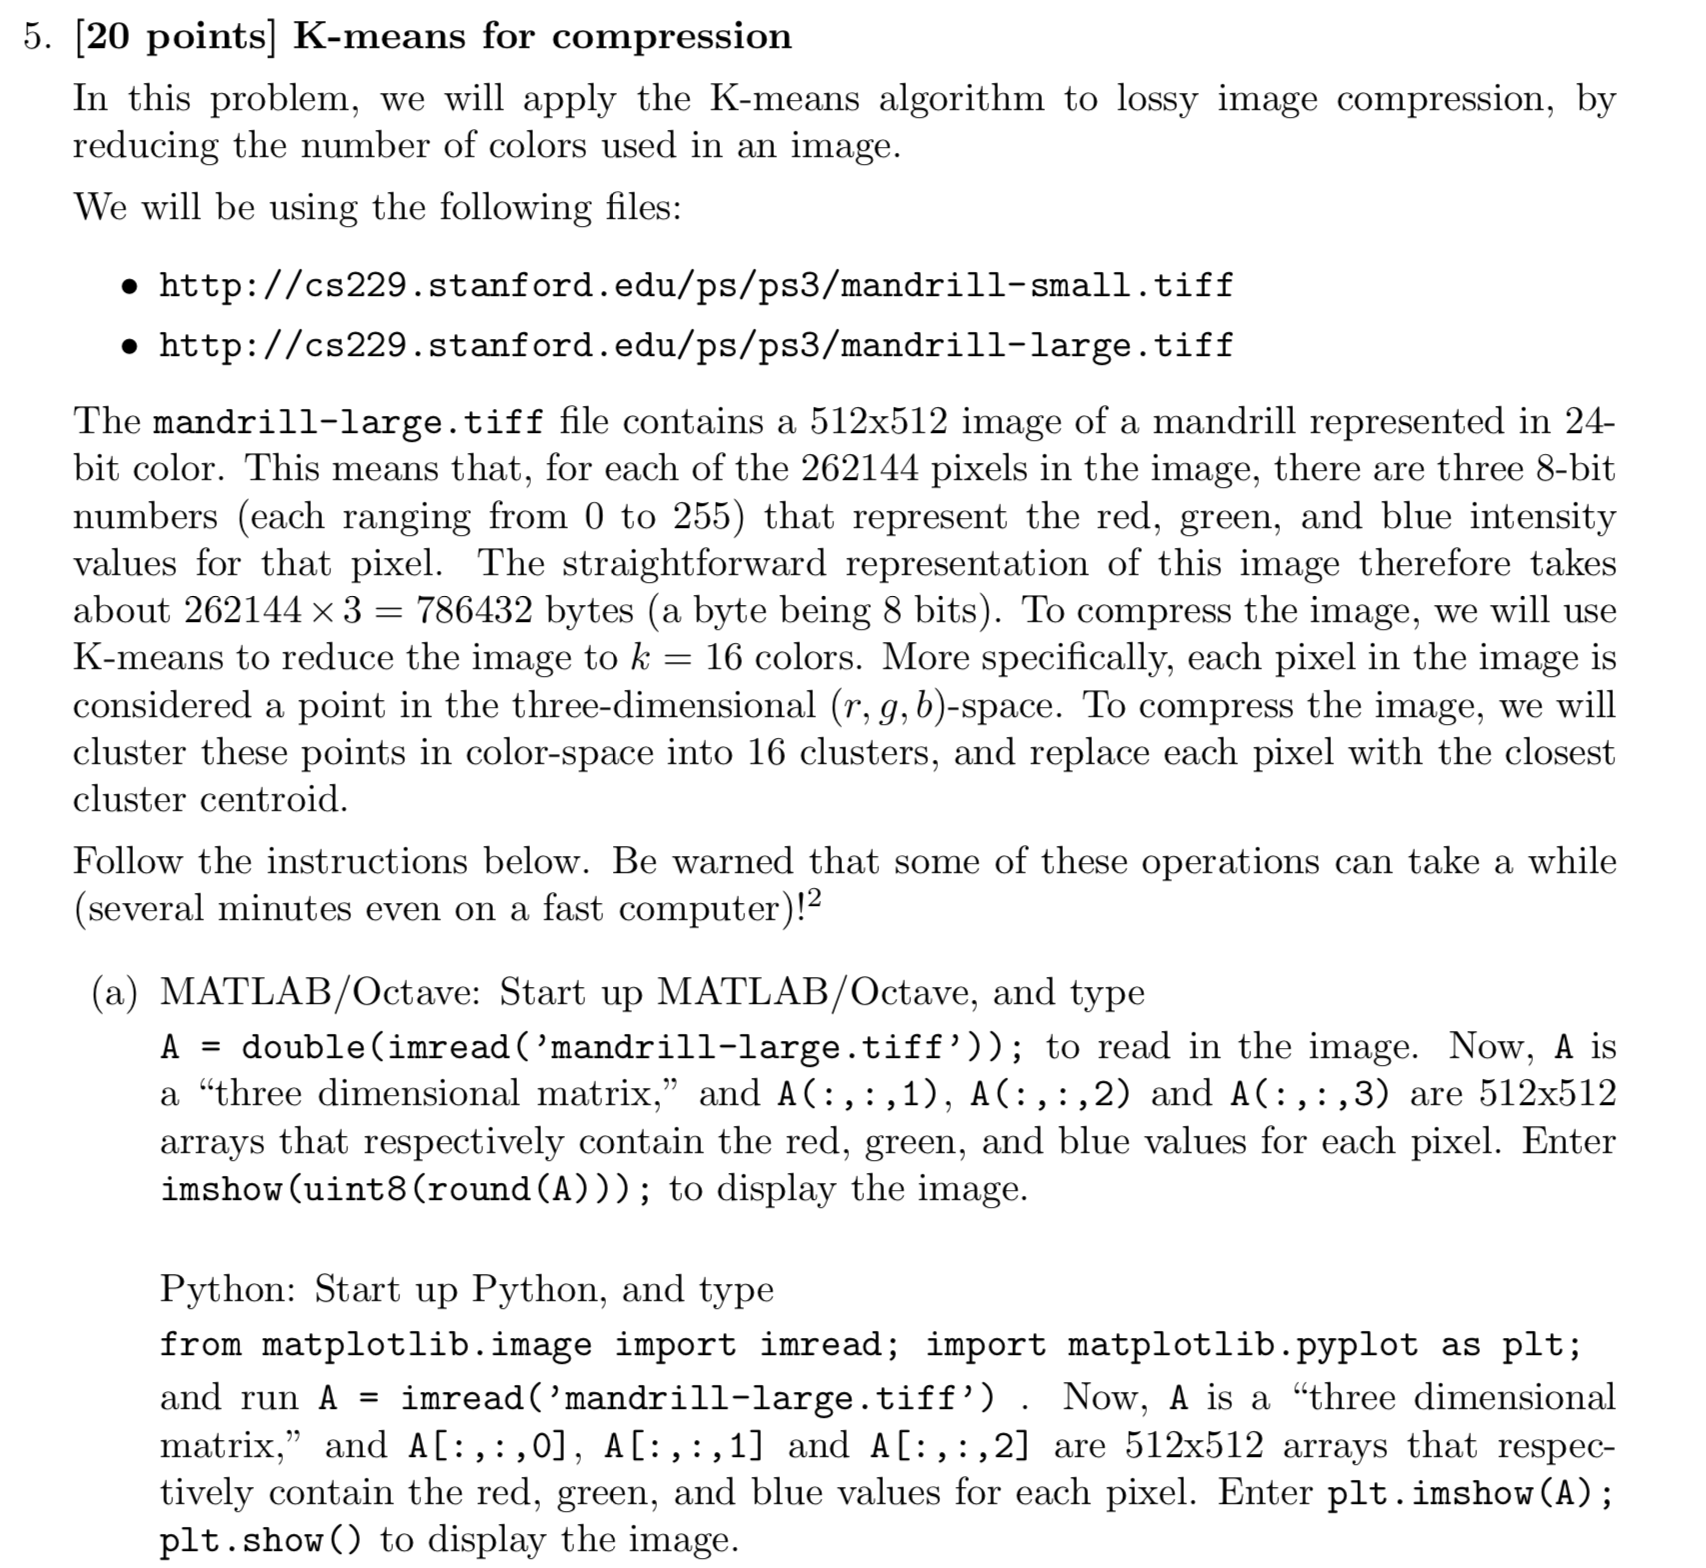 5. [20 points] K-means for compression
In this problem, we will apply the K-means algorithm to lossy image compression, by
reducing the number of colors used in an image.
We will be using the following files:
• http://cs229.stanford.edu/ps/ps3/mandrill-small.tiff
• http://cs229.stanford.edu/ps/ps3/mandrill-large.tiff
The mandrill-large.tiff file contains a 512x512 image of a mandrill represented in 24-
bit color. This means that, for each of the 262144 pixels in the image, there are three 8-bit
numbers (each ranging from 0 to 255) that represent the red, green, and blue intensity
values for that pixel. The straightforward representation of this image therefore takes
about 262144 × 3 = 786432 bytes (a byte being 8 bits). To compress the image, we will use
K-means to reduce the image to k = 16 colors. More specifically, each pixel in the image is
considered a point in the three-dimensional (r, g, b)-space. To compress the image, we will
cluster these points in color-space into 16 clusters, and replace each pixel with the closest
cluster centroid.
Follow the instructions below. Be warned that some of these operations can take a while
(several minutes even on a fast computer)!²
(a) MATLAB/Octave: Start up MATLAB/Octave, and type
A = double(imread(’mandrill-large.tiff’)); to read in the image. Now, A is
a “three dimensional matrix,” and A(:,:,1), A(:,:,2) and A(:,:,3) are 512x512
arrays that respectively contain the red, green, and blue values for each pixel. Enter
imshow(uint8(round(A))); to display the image.
Python: Start up Python, and type
from matplotlib.image import imread; import matplotlib.pyplot as plt;
and run A = imread(’mandrill-large.tiff’) . Now, A is a “three dimensional
matrix,” and A[:,:,0], A[:,:,1] and A[:,:,2] are 512x512 arrays that respec-
tively contain the red, green, and blue values for each pixel. Enter plt.imshow(A);
plt.show() to display the image.